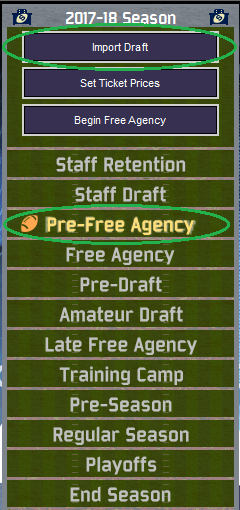 2017-18 Season
Import Draft
Set Ticket Prices
Begin Free Agency
Staff Retention
Staff Draft
Pre-Free Agency
Free Agency
Pre-Draft
Amateur Draft
Late Free Agency
Training Camp
Pre-Season
Regular Season
Playoffs
End Season